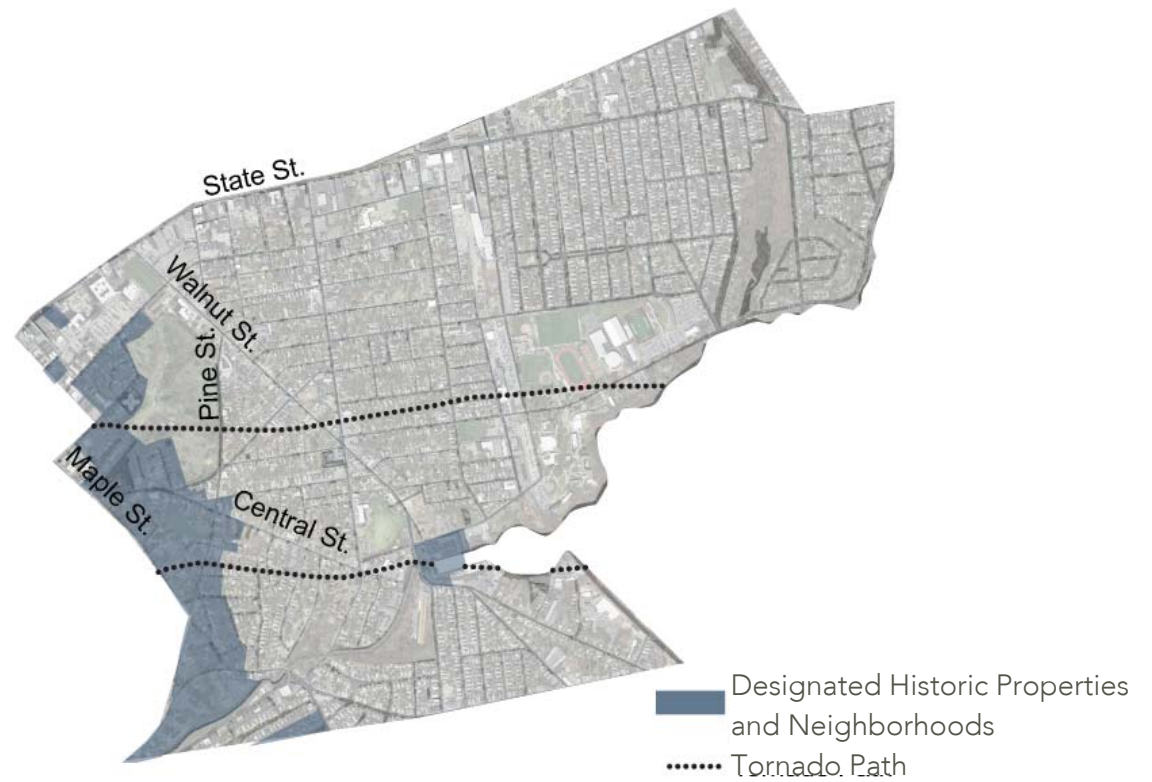 State St.
Walnut St.
Pine St.
Maple St.
Central St.
Designated Historic Properties
and Neighborhoods
Tornado Path